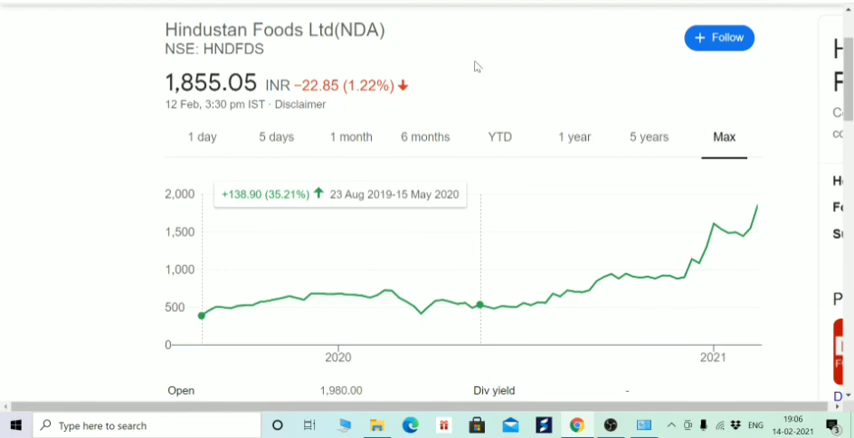 Hindustan Foods Ltd(NDA)
NSE: HNDFDS
+ Follow
1,855.05 INR −22.85 (1.22%)
12 Feb, 3:30 pm IST · Disclaimer
1 day 5 days 1 month 6 months YTD 1 year 5 years Max
+138.90 (35.21%) 23 Aug 2019-15 May 2020
2,000
1,500
1,000
500
0
2020 2021
Open 1,980.00 Div yield -
Type here to search
ENG
19:06
14-02-2021
3